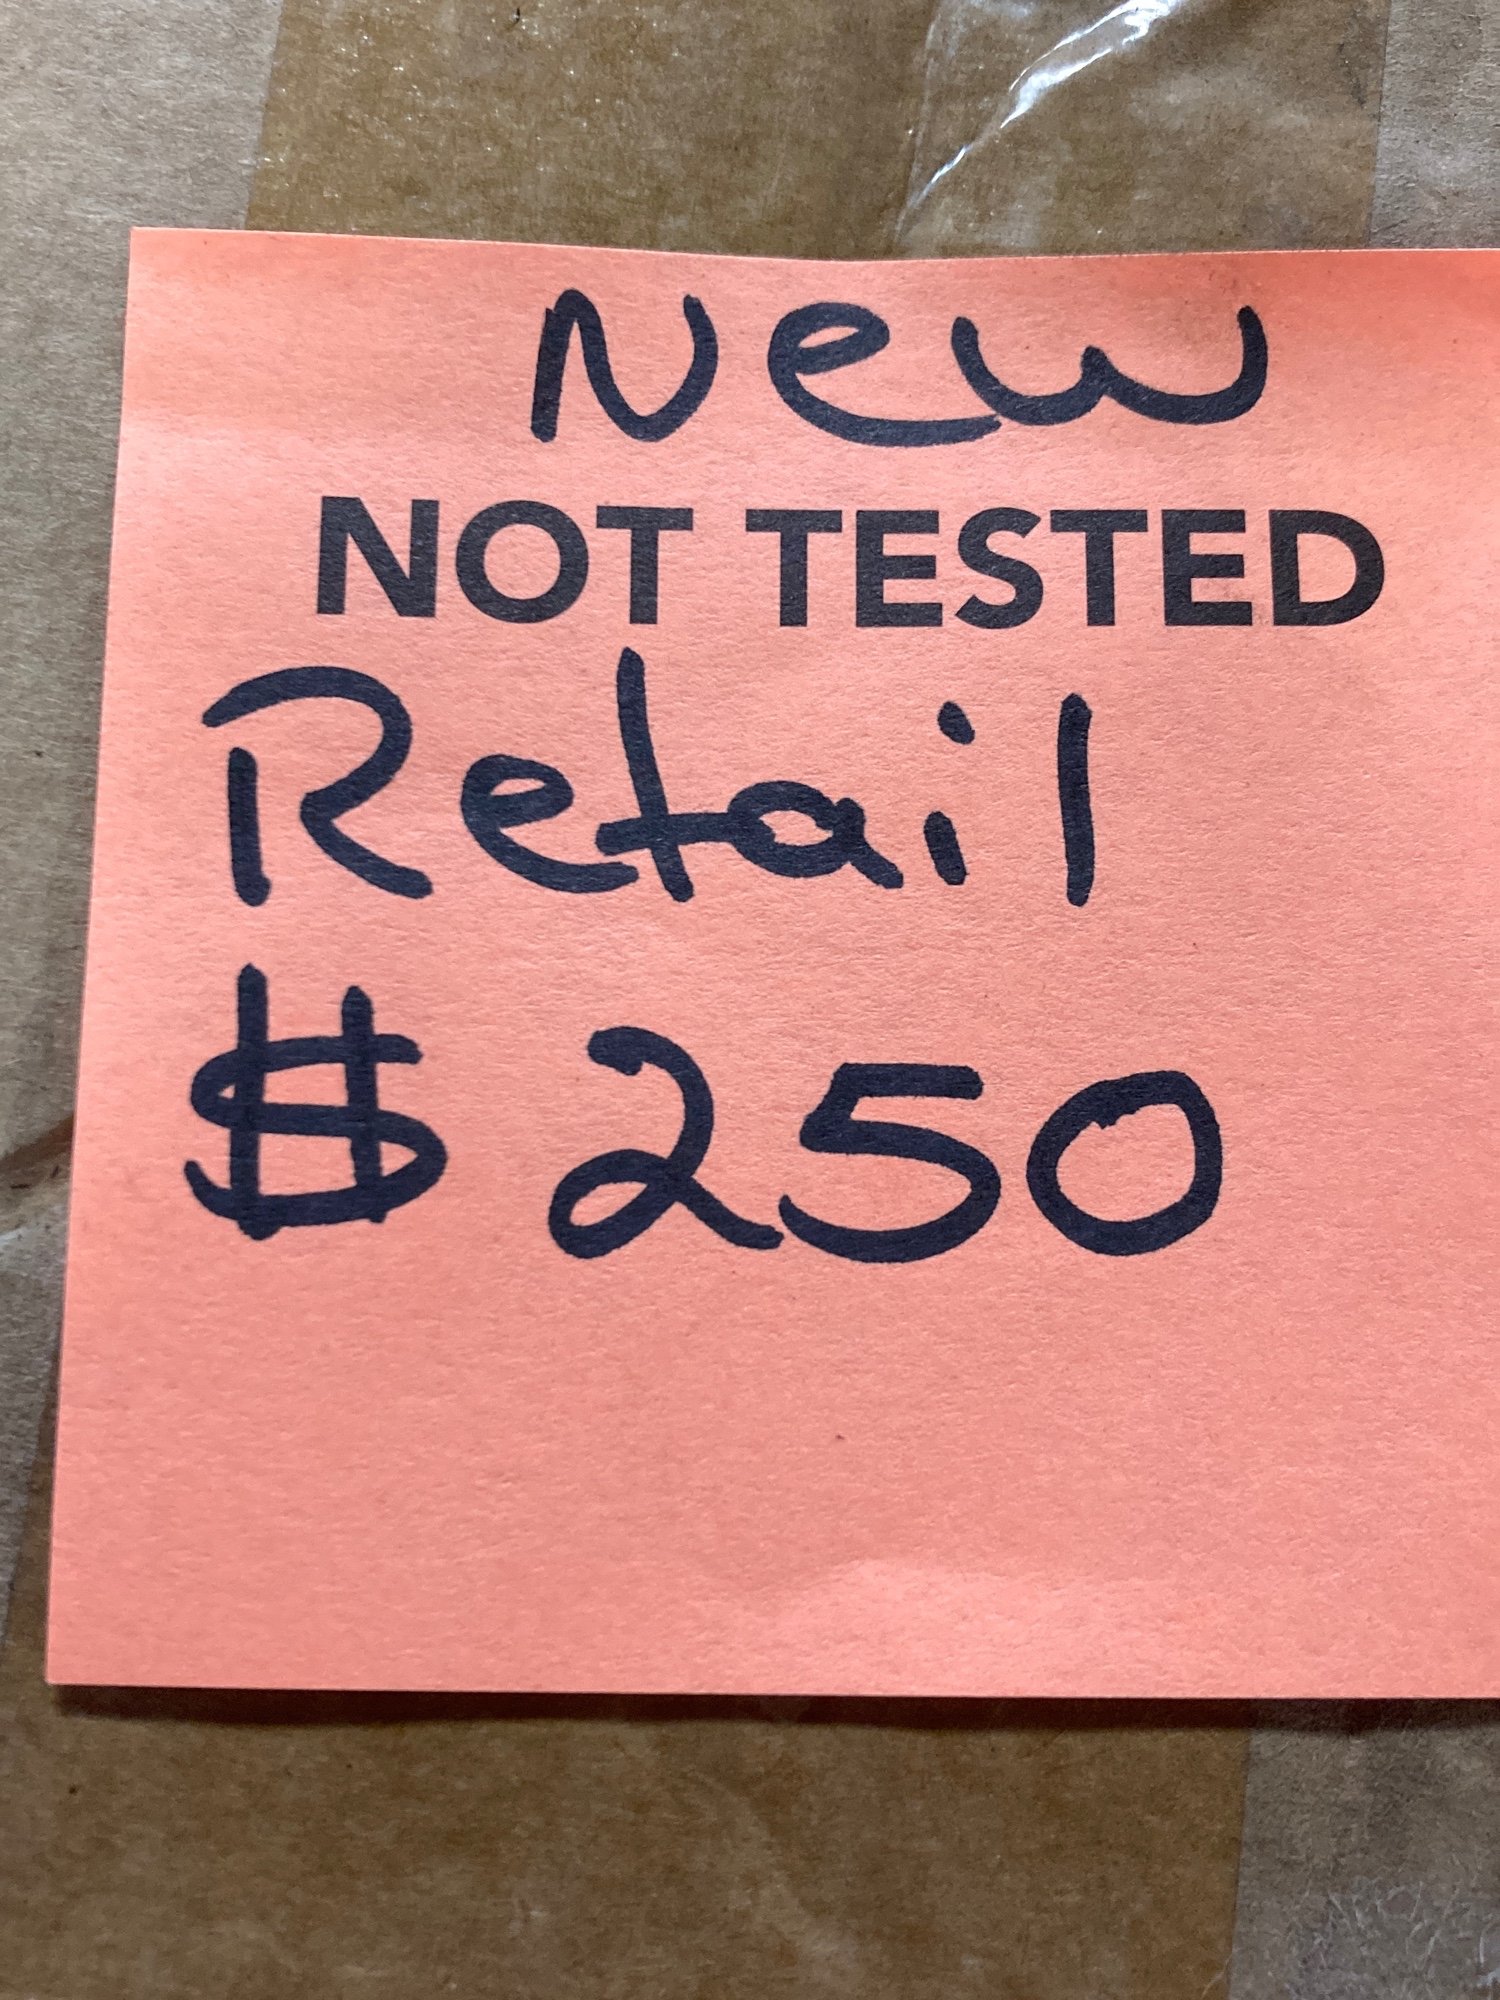 New
NOT TESTED
Retail
$ 250